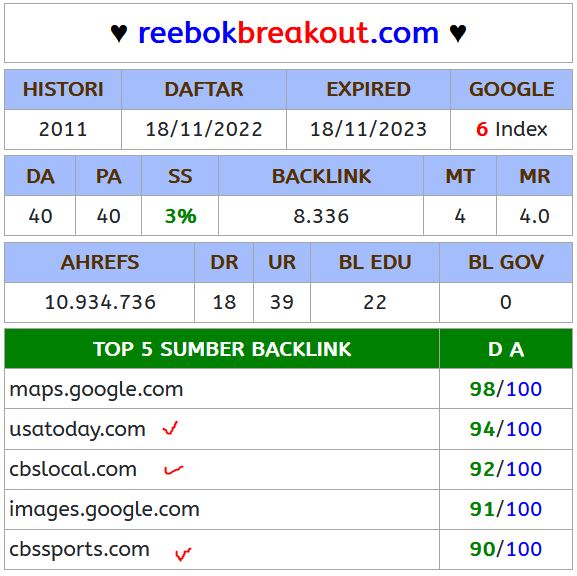 ♥ reebokbreakout.com ♥
HISTORI DAFTAR EXPIRED GOOGLE
2011 18/11/2022 18/11/2023 6 Index
DA PA SS BACKLINK MT MR
40 40 3% 8.336 4 4.0
AHREFS DR UR BL EDU BL GOV
10.934.736 18 39 22 0
TOP 5 SUMBER BACKLINK D A
maps.google.com 98/100
usatoday.com 94/100
cbslocal.com 92/100
images.google.com 91/100
cbssports.com 90/100